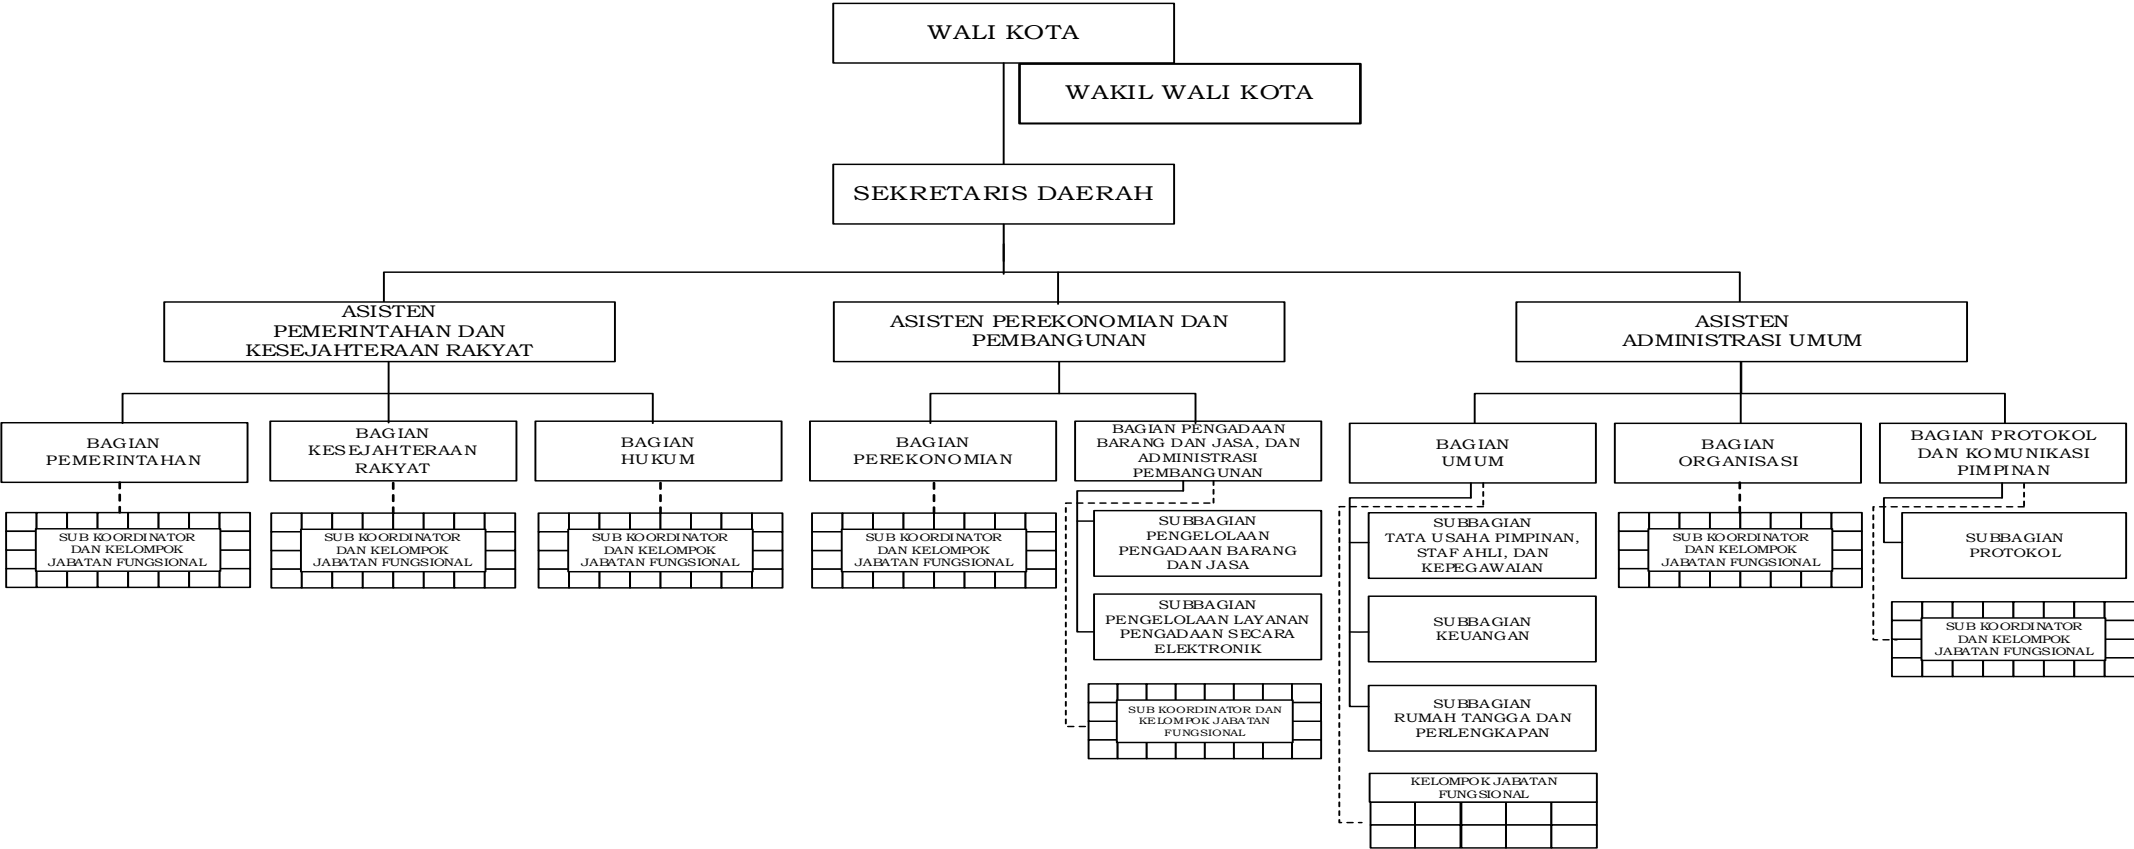 WALI KOTA
WAKIL WALI KOTA
SEKRETARIS DAERAH
ASISTEN
PEMERINTAHAN DAN
KESEJAHTERAAN RAKYAT
ASISTEN PEREKONOMIAN DAN
PEMBANGUNAN
ASISTEN
ADMINISTRASI UMUM
BAGIAN
PEMERINTAHAN
BAGIAN
KESEJAHTERAAN
RAKYAT
BAGIAN
HUKUM
BAGIAN
PEREKONOMIAN
BAGIAN PENGADAAN
BARANG DAN JASA, DAN
ADMINISTRASI
PEMBANGUNAN
BAGIAN
UMUM
BAGIAN
ORGANISASI
BAGIAN PROTOKOL
DAN KOMUNIKASI
PIMPINAN
SUB KOORDINATOR
DAN KELOMPOK
JABATAN FUNGSIONAL
SUB KOORDINATOR
DAN KELOMPOK
JABATAN FUNGSIONAL
SUB KOORDINATOR
DAN KELOMPOK
JABATAN FUNGSIONAL
SUB KOORDINATOR
DAN KELOMPOK
JABATAN FUNGSIONAL
SUBBAGIAN
PENGELOLAAN
PENGADAAN BARANG
DAN JASA
SUBBAGIAN
PENGELOLAAN LAYANAN
PENGADAAN SECARA
ELEKTRONIK
SUB KOORDINATOR DAN
KELOMPOK JABATAN
FUNGSIONAL
SUBBAGIAN
TATA USAHA PIMPINAN,
STAF AHLI, DAN
KEPEGAWAIAN
SUBBAGIAN
KEUANGAN
SUBBAGIAN
RUMAH TANGGA DAN
PERLENGKAPAN
KELOMPOK JABATAN
FUNGSIONAL
SUB KOORDINATOR
DAN KELOMPOK
JABATAN FUNGSIONAL
SUBBAGIAN
PROTOKOL
SUB KOORDINATOR
DAN KELOMPOK
JABATAN FUNGSIONAL